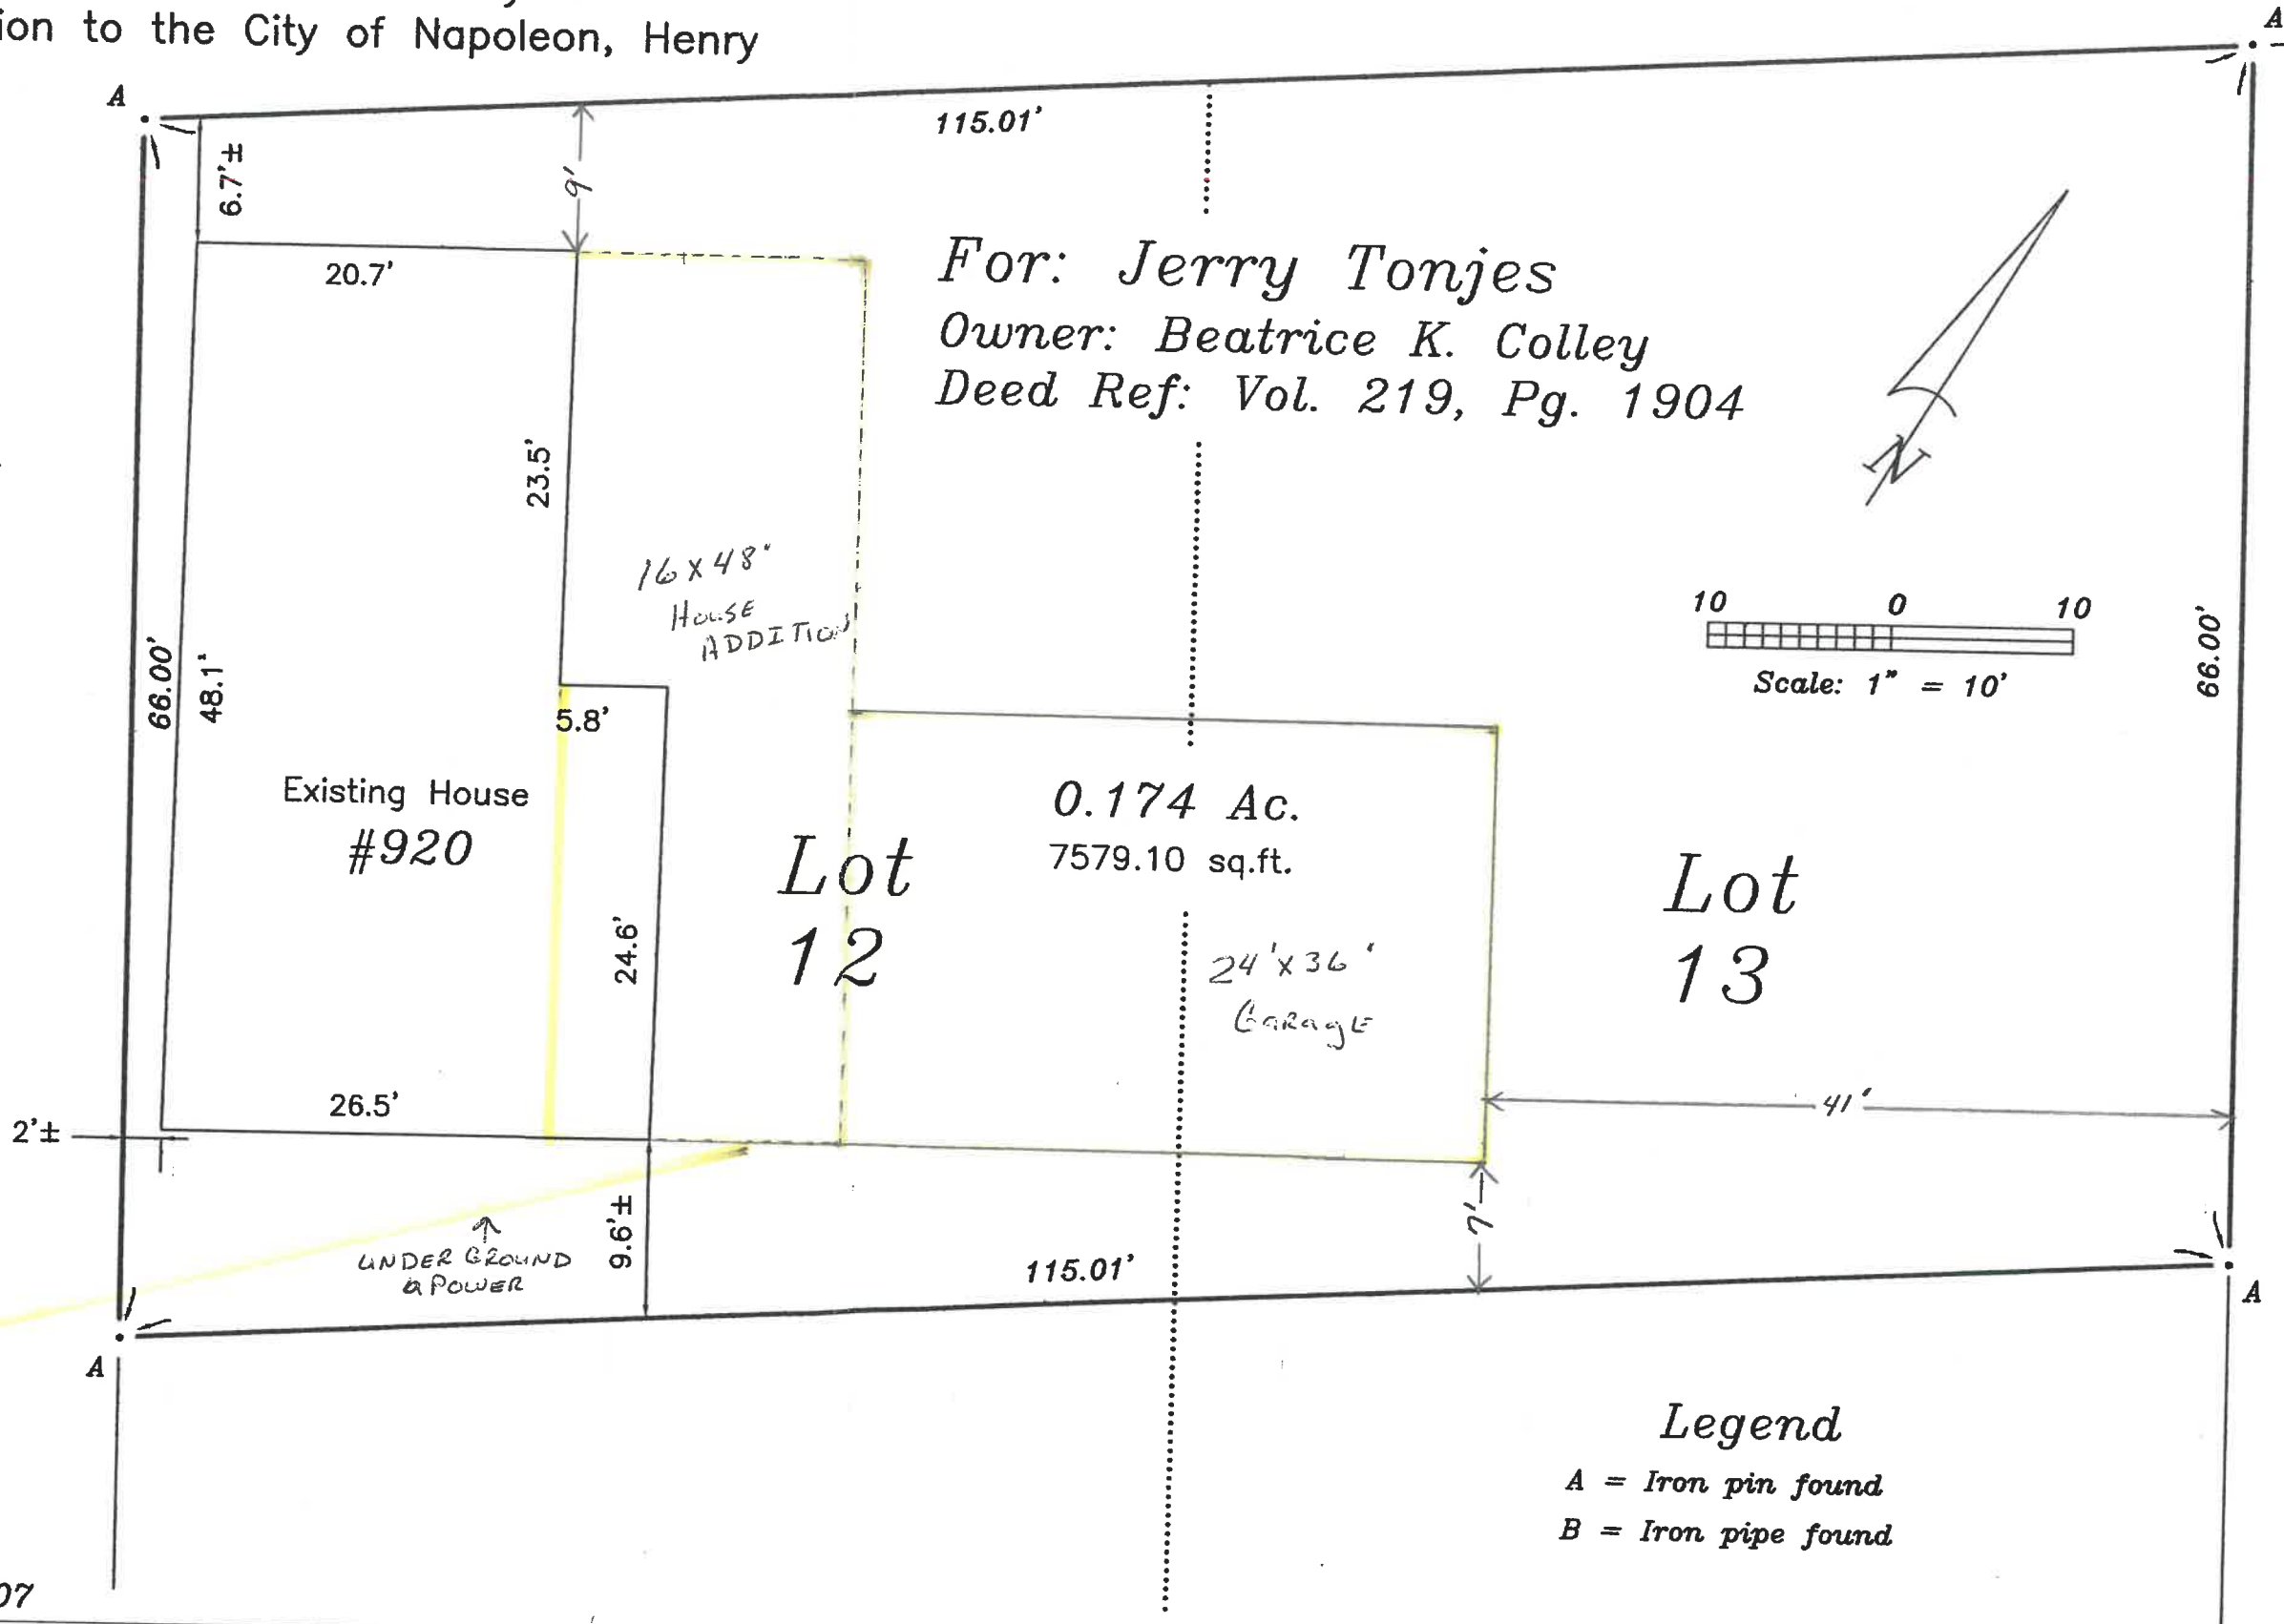 ion to the City of Napoleon, Henry
A
A
115.01'
6.7'±
9'
20.7'
For: Jerry Tonjes
Owner: Beatrice K. Colley
Deed Ref: Vol. 219, Pg. 1904
N
23.5'
16 x 48"
House
ADDITION
10 0 10
Scale: 1" = 10'
66.00'
48.1'
66.00'
5.8'
Existing House
#920
Lot
12
0.174 Ac.
7579.10 sq.ft.
Lot
13
24.6'
24'x36'
GARAGE
26.5'
2'±
41'
9.6'±
7'
UNDER GROUND
POWER
115.01'
A
A
Legend
A = Iron pin found
B = Iron pipe found
07